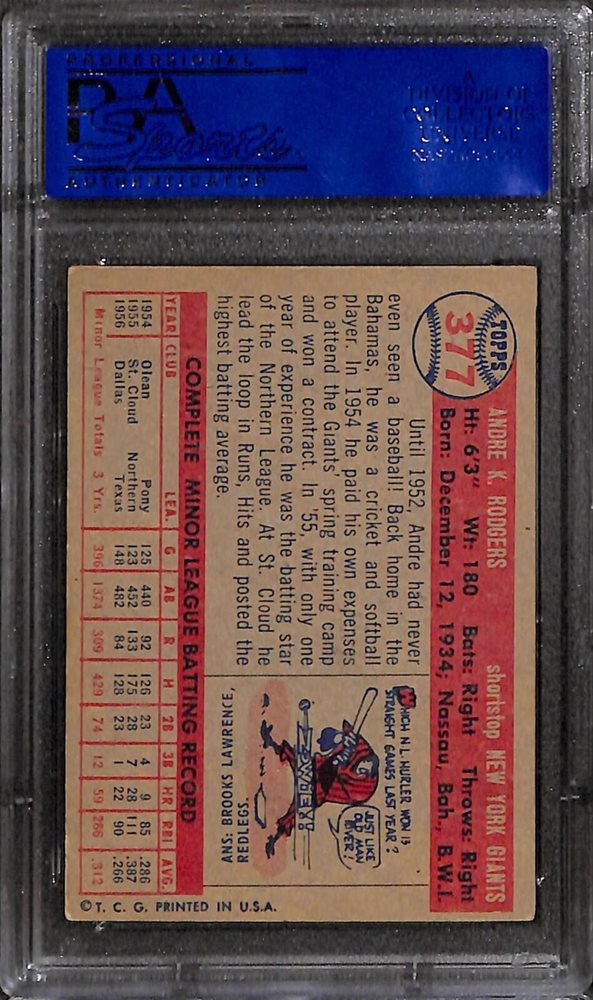 PROFESSIONAL
PSA
Sports
AUTHENTICATOR
A
DIVISION OF
COLLECTORS
UNIVERSE
TOPPS
377
ANDRE K. RODGERS shortstop NEW YORK GIANTS
Ht: 6'3" Wt: 180 Bats: Right Throws: Right
Born: December 12, 1934; Nassau, Bah., B.W.I.
Until 1952, Andre had never
even seen a baseball! Back home in the
Bahamas, he was a cricket and softball
player. In 1954 he paid his own expenses
to attend the Giants' spring training camp
and won a contract. In '55, with only one
year of experience he was the batting star
of the Northern League. At St. Cloud he
lead the loop in Runs, Hits and posted the
highest batting average.
WHICH N.L. HURLER WON 13
STRAIGHT GAMES LAST YEAR?
JUST LIKE
OLD MAN
RIVER!
ANS: BROOKS LAWRENCE,
REDLEGS.
COMPLETE MINOR LEAGUE BATTING RECORD
YEAR CLUB LEA. G AB R H 2B 3B HR RBI AVG.
1954 Olean Pony 125 440 92 126 23 4 9 85 .286
1955 St. Cloud Northern 123 452 133 175 28 7 28 111 .387
1956 Dallas Texas 148 482 84 128 23 1 22 90 .266
Minor League Totals 3 Yrs. 396 1374 309 429 74 12 59 286 .312
© T. C. G. PRINTED IN U.S.A.